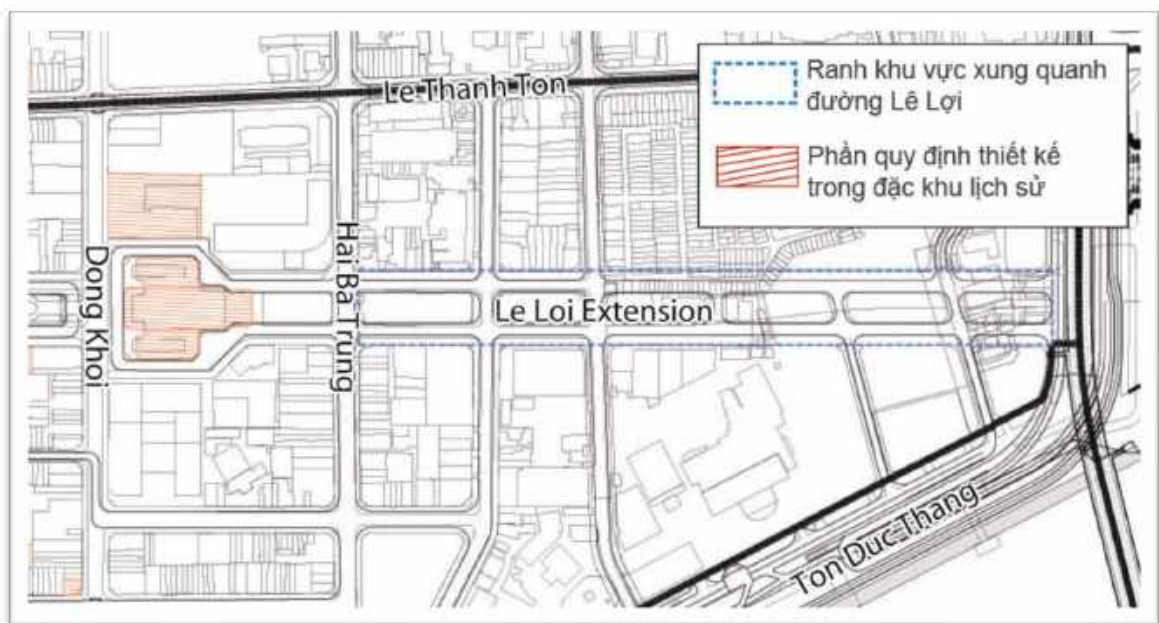 Ranh khu vực xung quanh
đường Lê Lợi
Phần quy định thiết kế
trong đặc khu lịch sử
Le Thanh Ton
Dong Khoi
Hai Ba Trung
Le Loi Extension
Ton Duc Thang